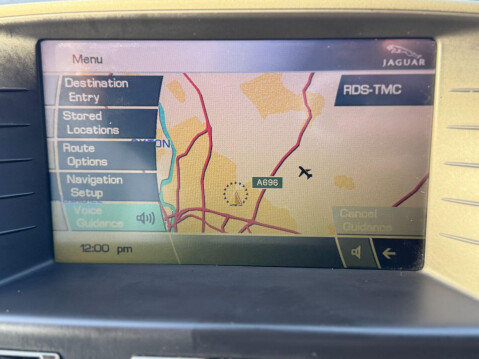 Menu
JAGUAR
Destination
Entry
RDS-TMC
Stored
Locations
Route
Options
A696
Navigation
Setup
Voice
Guidance
Cancel
Guidance
12:00 pm